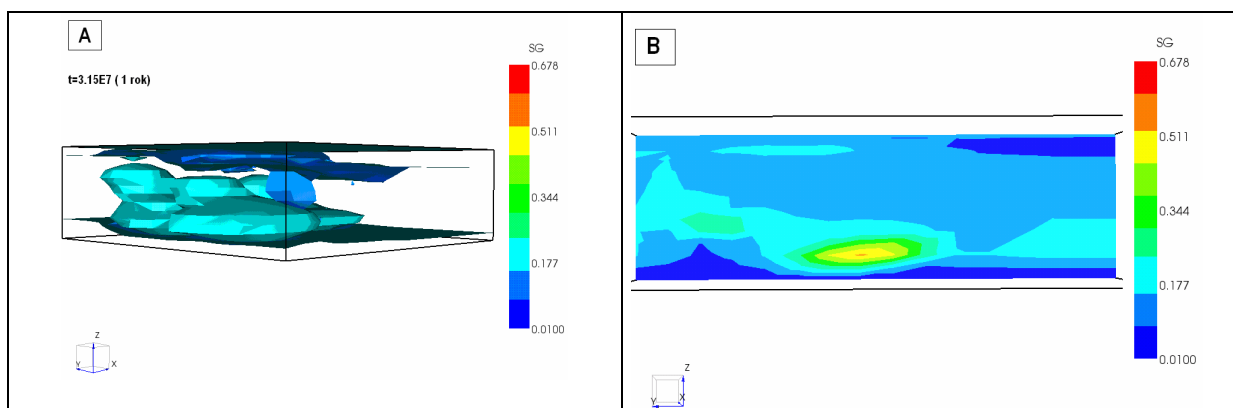 A
SG
t=3.15E7 ( 1 rok)
0.678
0.511
0.344
0.177
0.0100
Z
Y
X
B
SG
0.678
0.511
0.344
0.177
0.0100
Z
Y
X